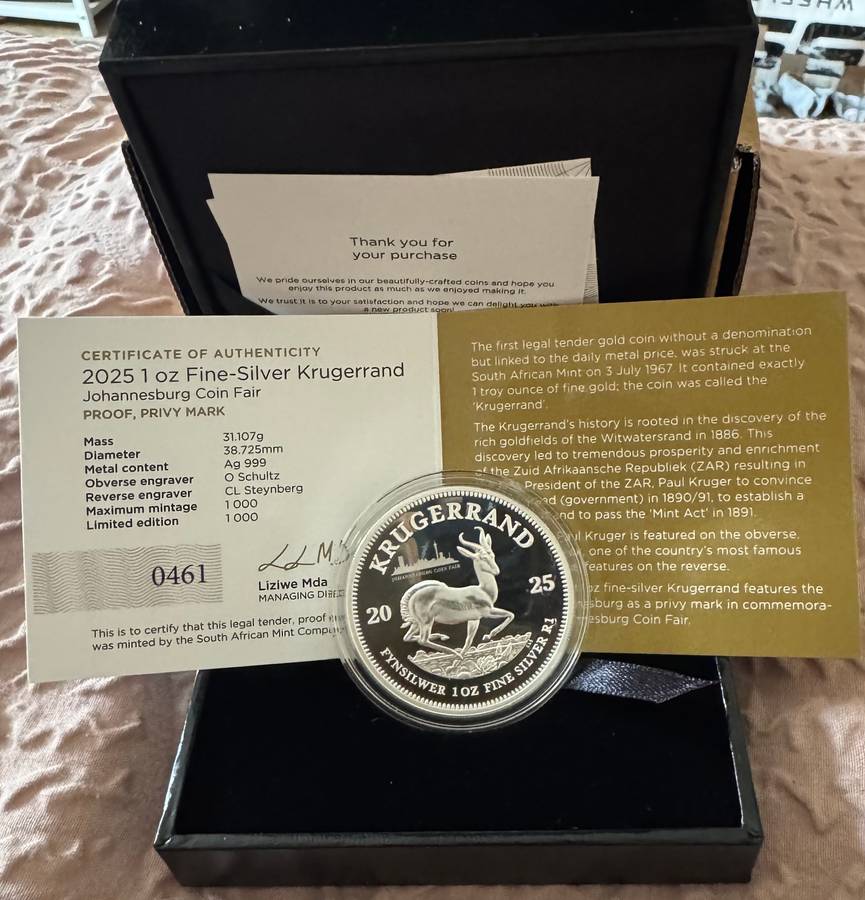 WHEEL
Thank you for
your purchase
We pride ourselves in our beautifully-crafted coins and hope you
enjoy this product as much as we enjoyed making it.
We trust it is to your satisfaction and hope we can delight you with
a new product soon!
CERTIFICATE OF AUTHENTICITY
2025 1 oz Fine-Silver Krugerrand
Johannesburg Coin Fair
PROOF, PRIVY MARK
Mass 31.107g
Diameter 38.725mm
Metal content Ag 999
Obverse engraver O Schultz
Reverse engraver CL Steynberg
Maximum mintage 1 000
Limited edition 1 000
0461
Liziwe Mda
MANAGING
This is to certify that this legal tender, proof
was minted by the South African Mint
The first legal tender gold coin without a denomination
but linked to the daily metal price, was struck at the
South African Mint on 3 July 1967. It contained exactly
1 troy ounce of fine gold; the coin was called the
'Krugerrand'.
The Krugerrand's history is rooted in the discovery of the
rich goldfields of the Witwatersrand in 1886. This
discovery led to tremendous prosperity and enrichment
of the Zuid Afrikaansche Republiek (ZAR) resulting in
President of the ZAR, Paul Kruger to convince
(government) in 1890/91, to establish a
to pass the 'Mint Act' in 1891.
Kruger is featured on the obverse.
one of the country's most famous
features on the reverse.
oz fine-silver Krugerrand features the
as a privy mark in commemora-
Coin Fair.
KRUGERRAND
JOHANNESBURG COIN FAIR
20 25
FYNSILWER 1 OZ FINE SILVER R1